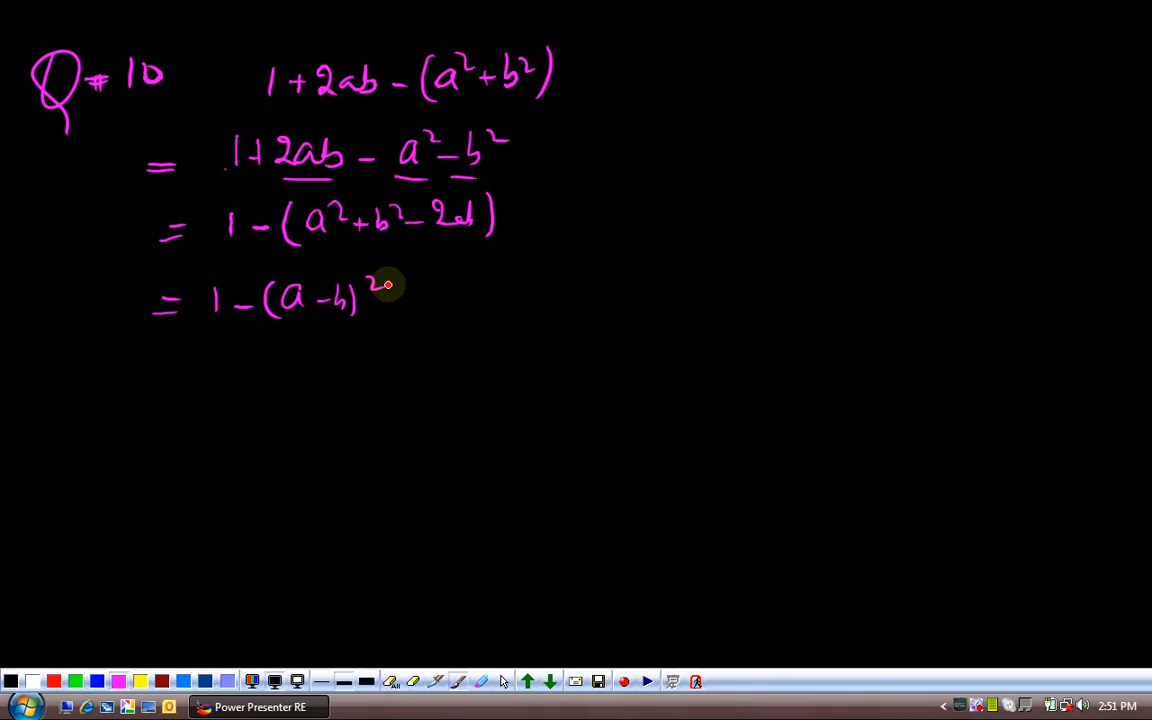 Q # 10 1 + 2ab - (a² + b²)
= 1 + 2ab - a² - b²
= 1 - (a² + b² - 2ab)
= 1 - (a - b)²
Power Presenter RE
2:51 PM